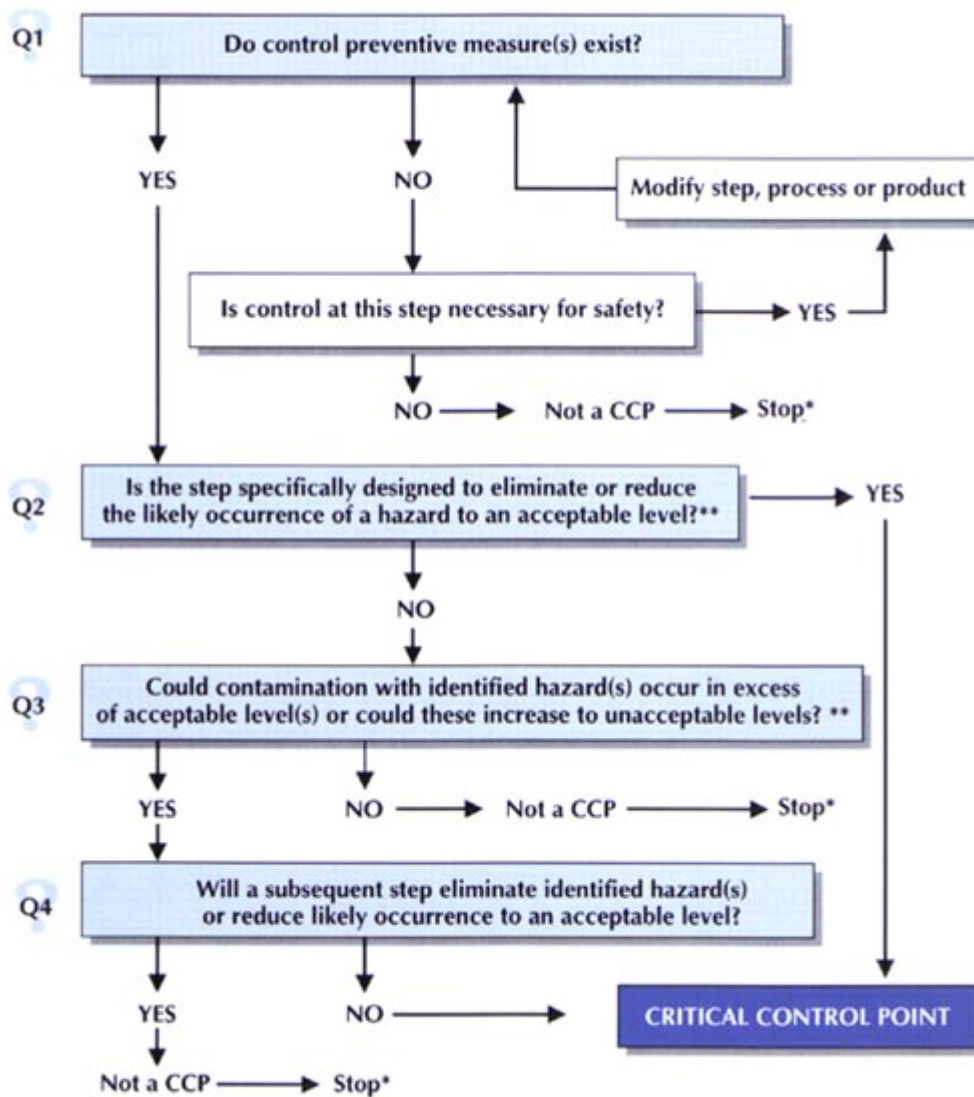 Q1
Do control preventive measure(s) exist?
YES
NO
Modify step, process or product
Is control at this step necessary for safety?
YES
NO
Not a CCP
Stop*
Q2
Is the step specifically designed to eliminate or reduce
the likely occurrence of a hazard to an acceptable level?**
YES
NO
Q3
Could contamination with identified hazard(s) occur in excess
of acceptable level(s) or could these increase to unacceptable levels? **
YES
NO
Not a CCP
Stop*
Q4
Will a subsequent step eliminate identified hazard(s)
or reduce likely occurrence to an acceptable level?
YES
NO
CRITICAL CONTROL POINT
Not a CCP
Stop*